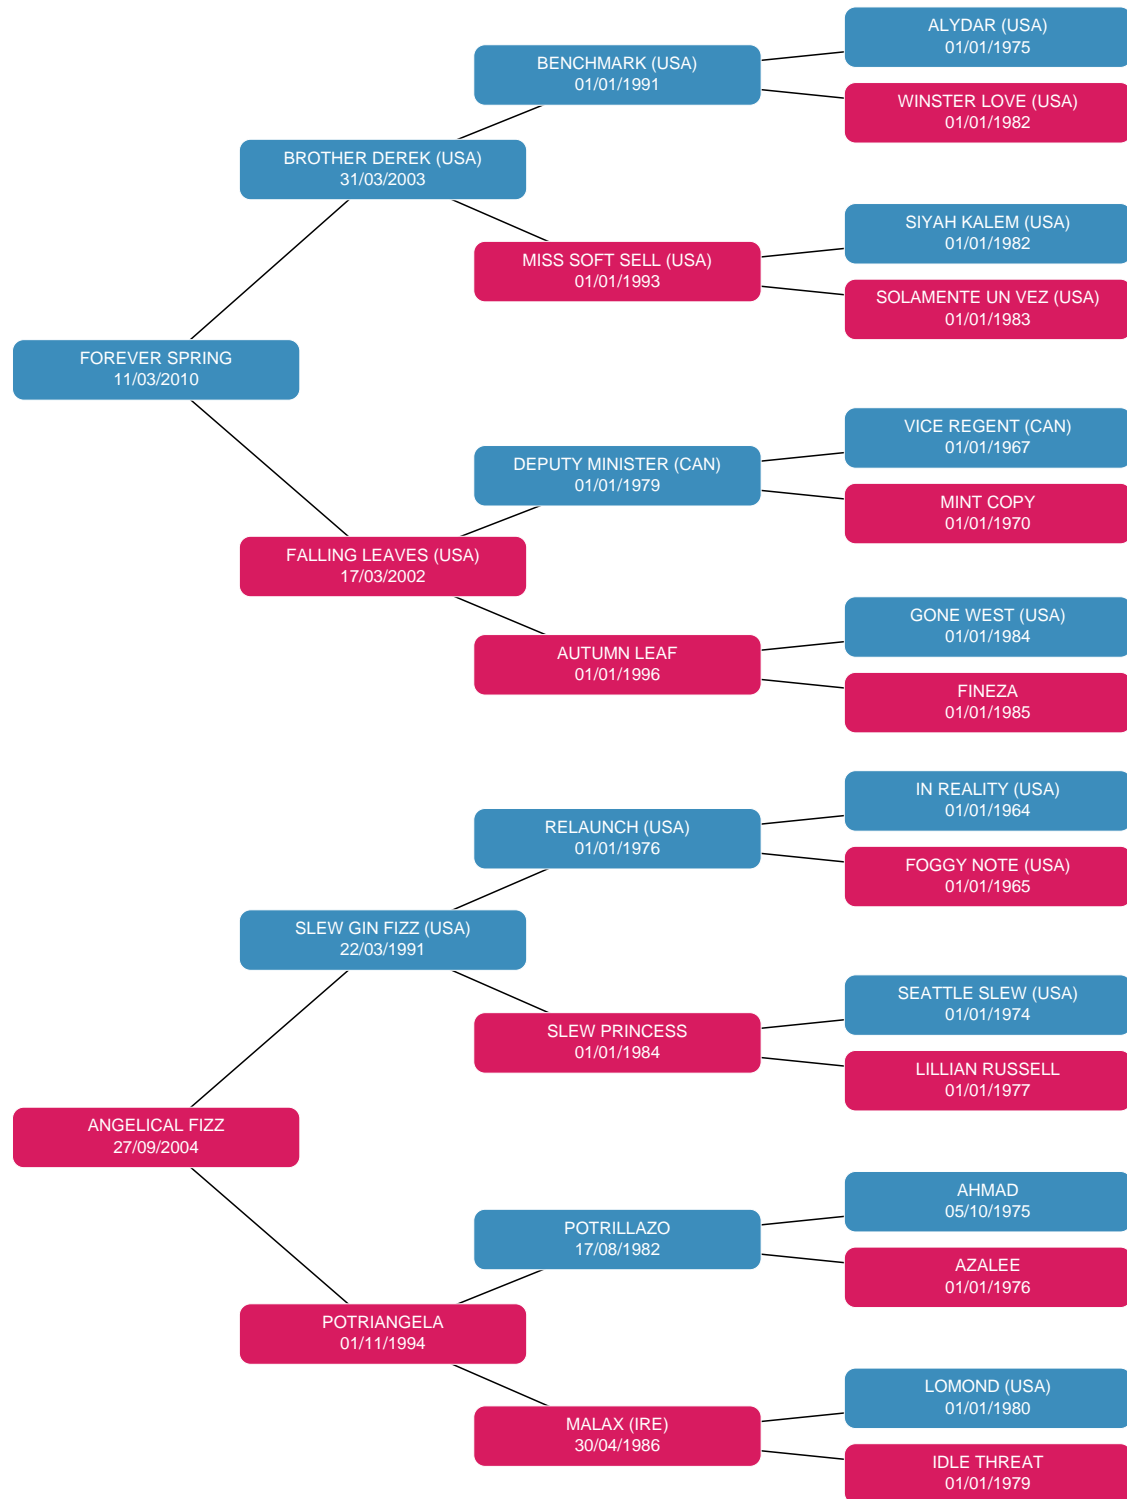 ALYDAR (USA)
01/01/1975
BENCHMARK (USA)
01/01/1991
WINSTER LOVE (USA)
01/01/1982
BROTHER DEREK (USA)
31/03/2003
SIYAH KALEM (USA)
01/01/1982
MISS SOFT SELL (USA)
01/01/1993
SOLAMENTE UN VEZ (USA)
01/01/1983
FOREVER SPRING
11/03/2010
VICE REGENT (CAN)
01/01/1967
DEPUTY MINISTER (CAN)
01/01/1979
MINT COPY
01/01/1970
FALLING LEAVES (USA)
17/03/2002
GONE WEST (USA)
01/01/1984
AUTUMN LEAF
01/01/1996
FINEZA
01/01/1985
IN REALITY (USA)
01/01/1964
RELAUNCH (USA)
01/01/1976
FOGGY NOTE (USA)
01/01/1965
SLEW GIN FIZZ (USA)
22/03/1991
SEATTLE SLEW (USA)
01/01/1974
SLEW PRINCESS
01/01/1984
LILLIAN RUSSELL
01/01/1977
ANGELICAL FIZZ
27/09/2004
AHMAD
05/10/1975
POTRILLAZO
17/08/1982
AZALEE
01/01/1976
POTRIANGELA
01/11/1994
LOMOND (USA)
01/01/1980
MALAX (IRE)
30/04/1986
IDLE THREAT
01/01/1979